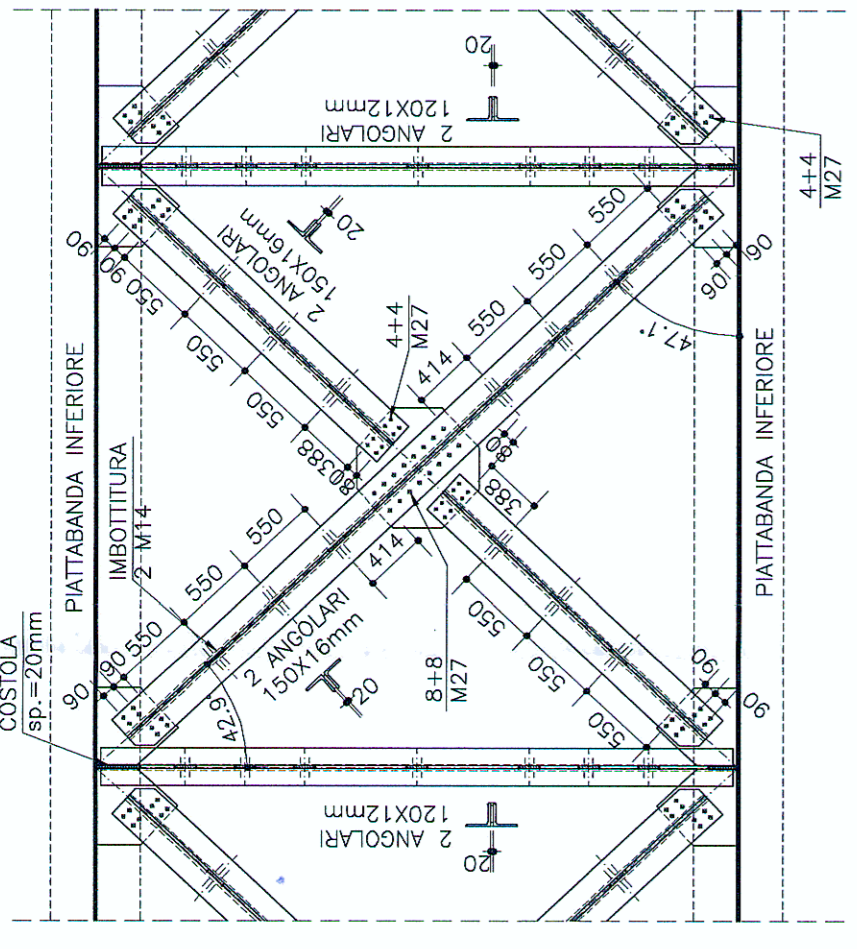 20
2 ANGOLARI
120X12mm
4+4
M27
2 ANGOLARI
150X16mm
20
90
90
550
550
550
388
80
550
550
550
414
4+4
M27
47.1°
90
90
PIATTABANDA INFERIORE
PIATTABANDA INFERIORE
IMBOTTITURA
2 M14
550
550
550
90
90
414
80
388
8+8
M27
550
550
550
90
90
2 ANGOLARI
150X16mm
20
42.9°
COSTOLA
sp.=20mm
2 ANGOLARI
120X12mm
20